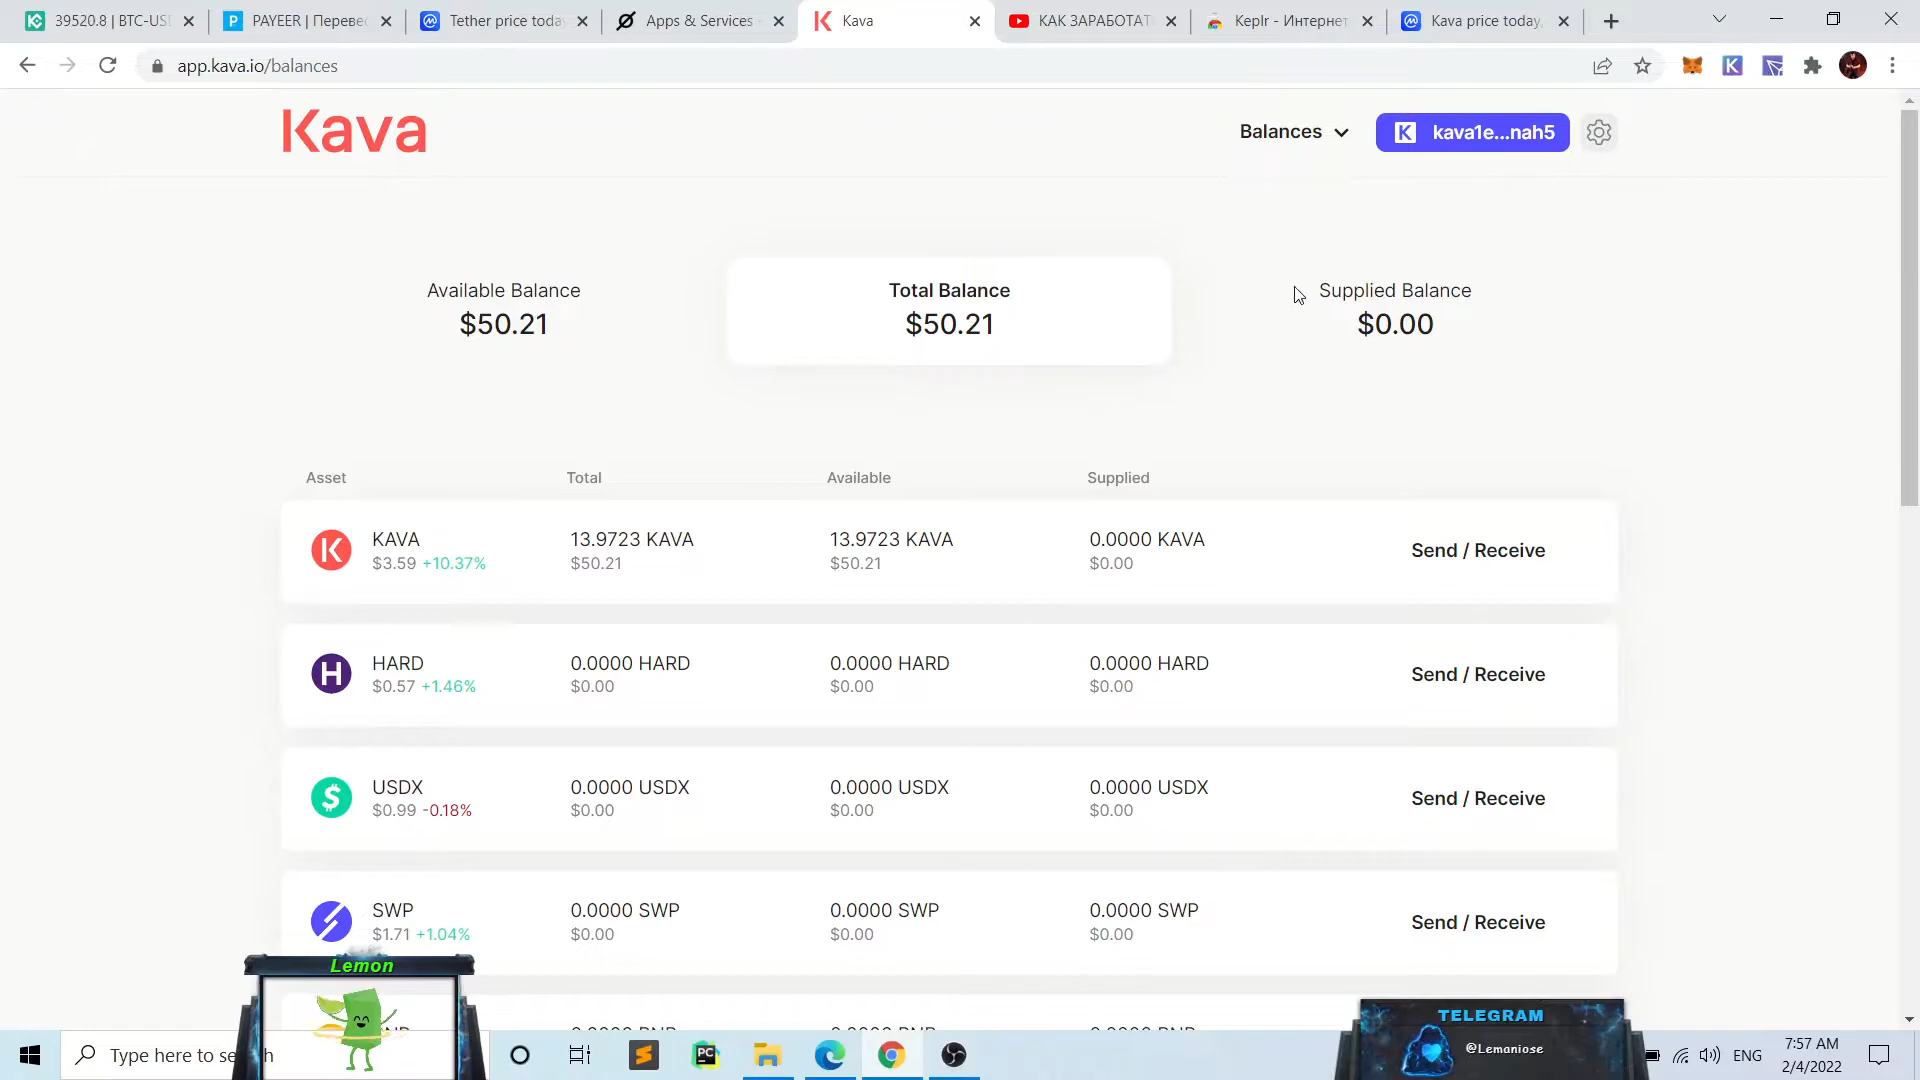 39520.8 | BTC-USD
PAYEER | Перевес
Tether price today
Apps & Services -
Kava
КАК ЗАРАБОТАТ
Keplr - Интернет
Kava price today,
app.kava.io/balances
Kava
Balances
kava1e...nah5
Available Balance
$50.21
Total Balance
$50.21
Supplied Balance
$0.00
Asset Total Available Supplied
KAVA 13.9723 KAVA 13.9723 KAVA 0.0000 KAVA
$3.59 +10.37% $50.21 $50.21 $0.00
Send / Receive
HARD 0.0000 HARD 0.0000 HARD 0.0000 HARD
$0.57 +1.46% $0.00 $0.00 $0.00
Send / Receive
USDX 0.0000 USDX 0.0000 USDX 0.0000 USDX
$0.99 -0.18% $0.00 $0.00 $0.00
Send / Receive
SWP 0.0000 SWP 0.0000 SWP 0.0000 SWP
$1.71 +1.04% $0.00 $0.00 $0.00
Send / Receive
Lemon
TELEGRAM
@Lemaniose
Type here to se h
ENG
7:57 AM
2/4/2022